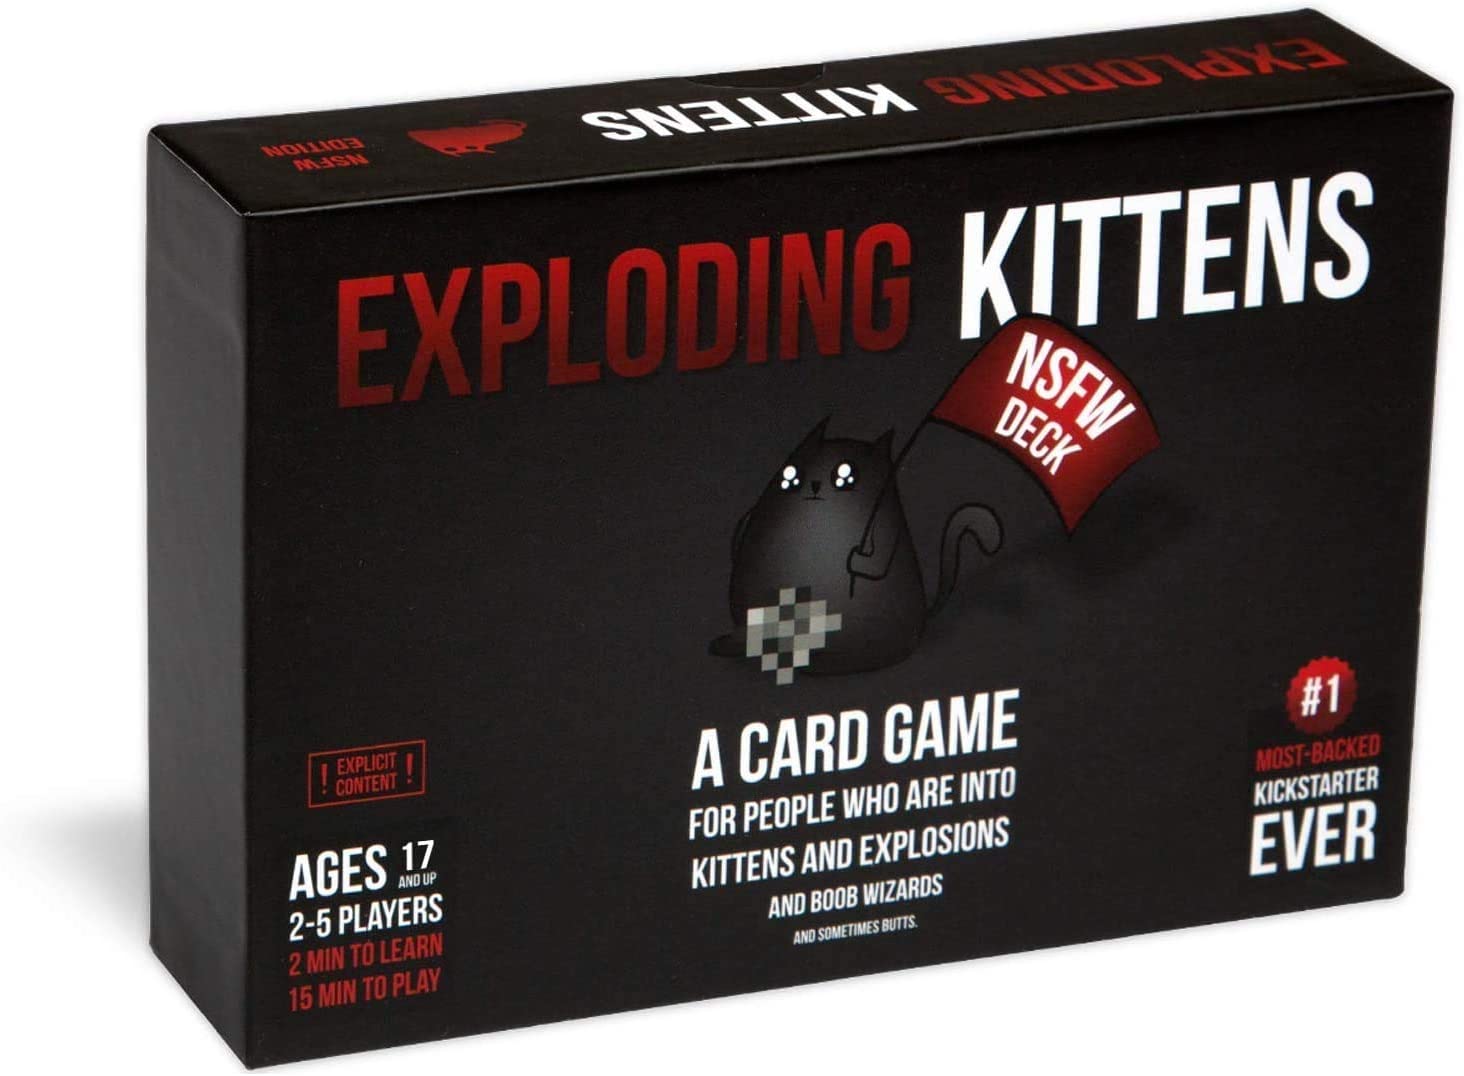 EXPLODING KITTENS
NSFW
EDITION
EXPLODING KITTENS
NSFW
DECK
A CARD GAME
FOR PEOPLE WHO ARE INTO
KITTENS AND EXPLOSIONS
AND BOOB WIZARDS
AND SOMETIMES BUTTS.
! EXPLICIT !
CONTENT
AGES 17
AND UP
2-5 PLAYERS
2 MIN TO LEARN
15 MIN TO PLAY
#1
MOST-BACKED
KICKSTARTER
EVER